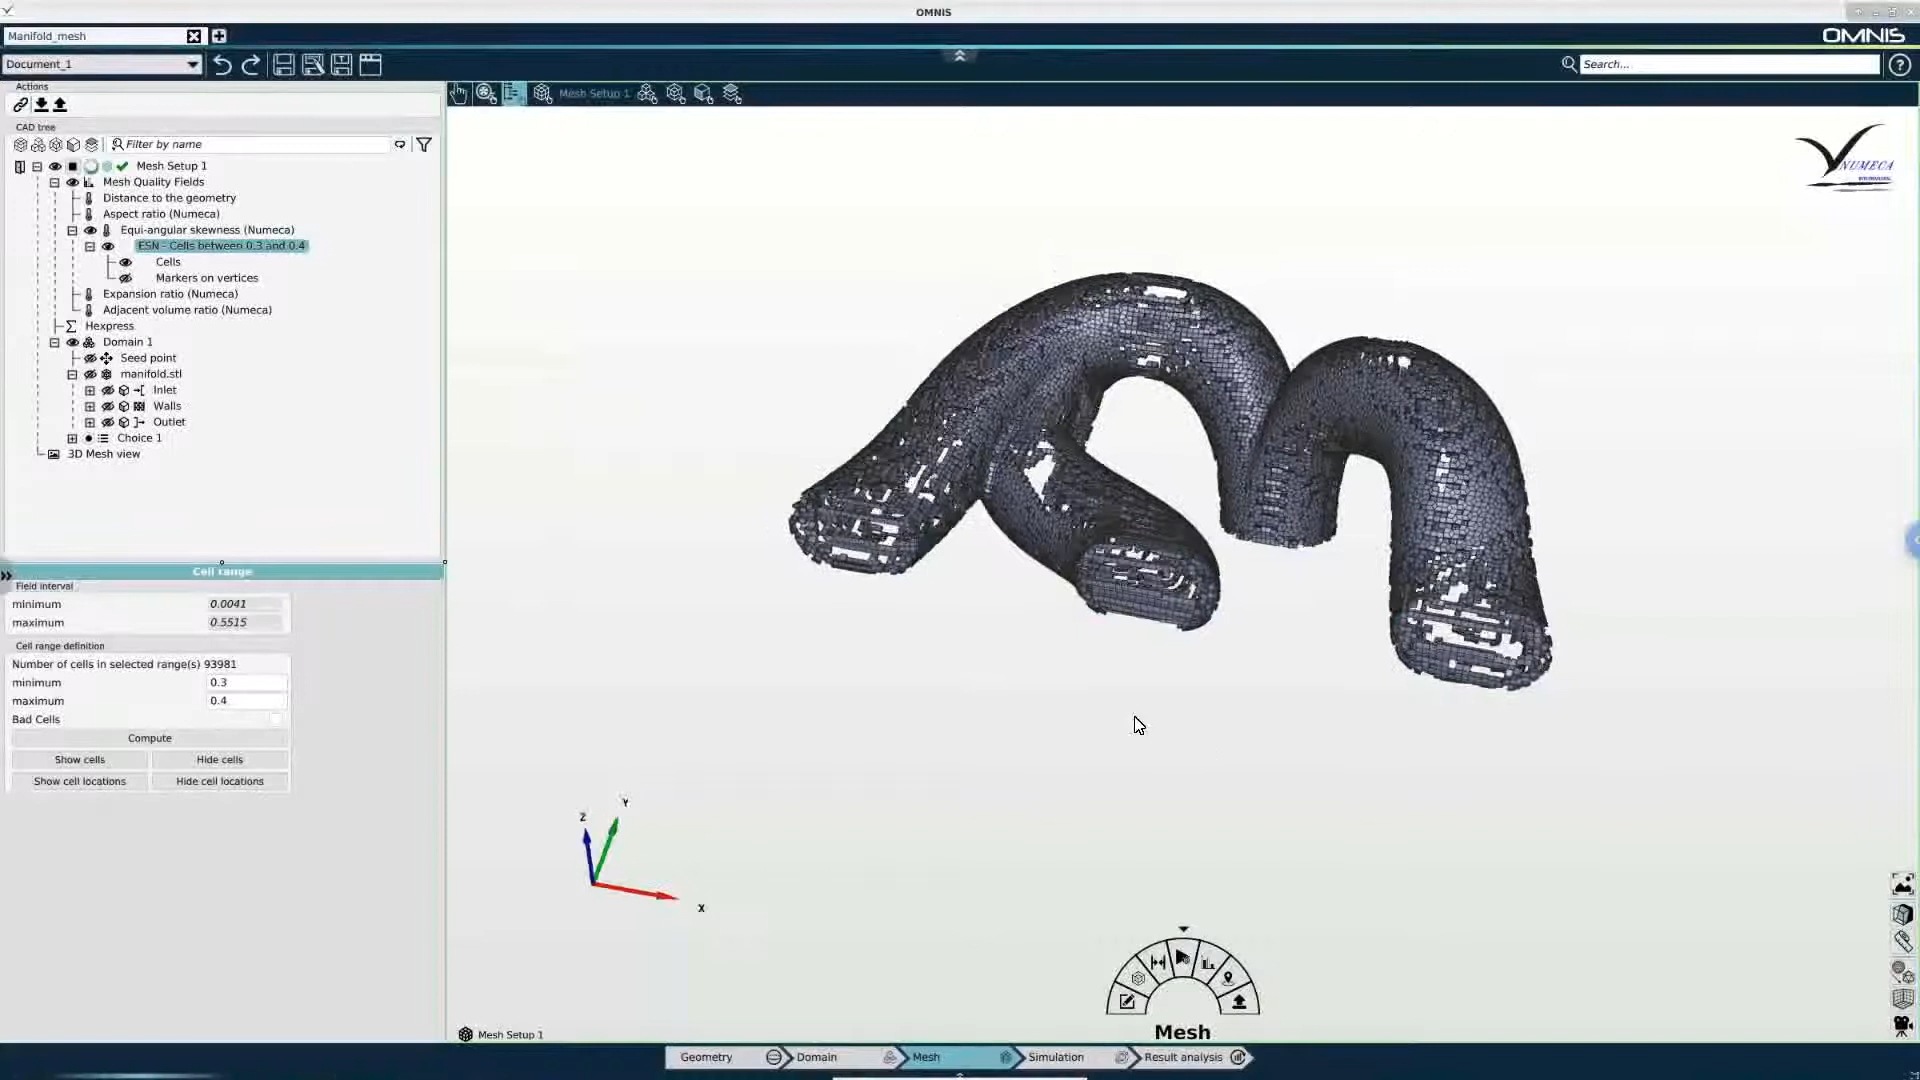 OMNIS
Manifold_mesh
OMNIS
Document_1
Search...
Actions
Mesh Setup 1
CAD tree
Filter by name
Mesh Setup 1
Mesh Quality Fields
Distance to the geometry
Aspect ratio (Numeca)
Equi-angular skewness (Numeca)
ESN - Cells between 0.3 and 0.4
Cells
Markers on vertices
Expansion ratio (Numeca)
Adjacent volume ratio (Numeca)
Hexpress
Domain 1
Seed point
manifold.stl
Inlet
Walls
Outlet
Choice 1
3D Mesh view
NUMECA
Cell range
Field interval
minimum 0.0041
maximum 0.5515
Cell range definition
Number of cells in selected range(s) 93981
minimum 0.3
maximum 0.4
Bad Cells
Compute
Show cells Hide cells
Show cell locations Hide cell locations
Z
Y
X
Mesh
Mesh Setup 1
Geometry Domain Mesh Simulation Result analysis